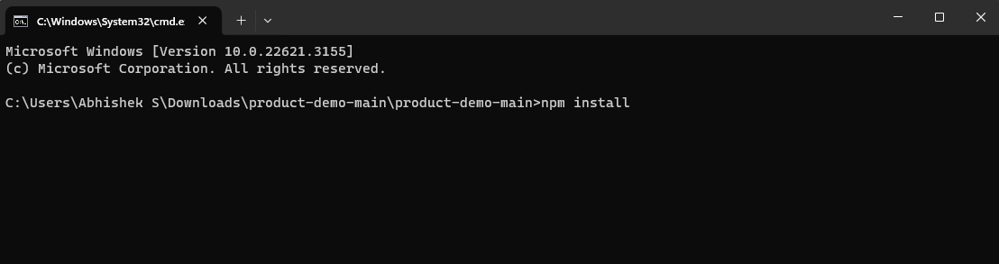 C:\Windows\System32\cmd.e
Microsoft Windows [Version 10.0.22621.3155]
(c) Microsoft Corporation. All rights reserved.
C:\Users\Abhishek S\Downloads\product-demo-main\product-demo-main>npm install